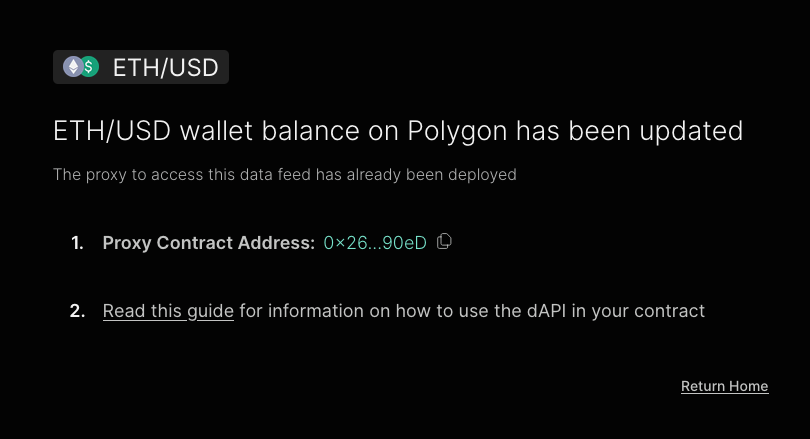 ETH/USD
ETH/USD wallet balance on Polygon has been updated
The proxy to access this data feed has already been deployed
1. Proxy Contract Address: 0×26...90eD
2. Read this guide for information on how to use the dAPI in your contract
Return Home